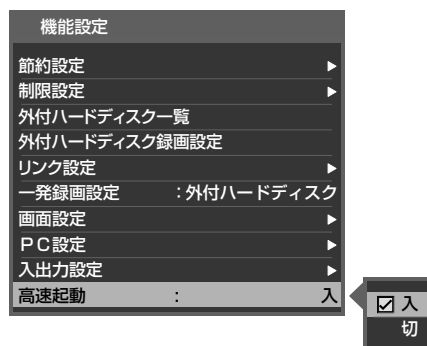 機能設定
節約設定
制限設定
外付ハードディスク一覧
外付ハードディスク録画設定
リンク設定
一発録画設定 :外付ハードディスク
画面設定
PC設定
入出力設定
高速起動 : 入
入
切